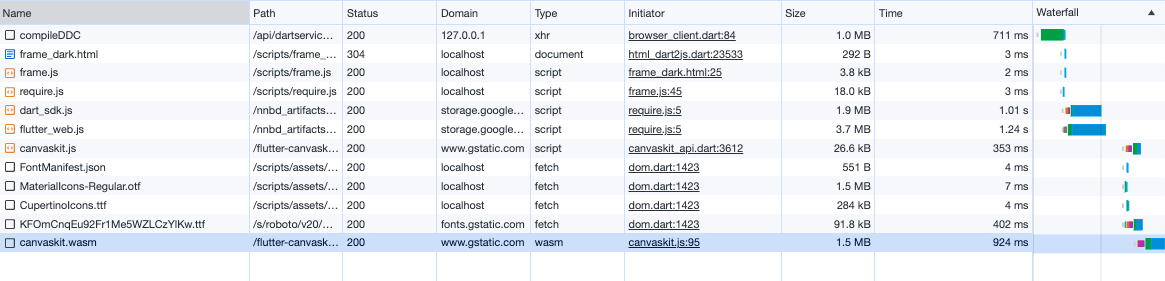 Name Path Status Domain Type Initiator Size Time Waterfall ▲
compileDDC /api/dartservic... 200 127.0.0.1 xhr browser_client.dart:84 1.0 MB 711 ms
frame_dark.html /scripts/frame_... 304 localhost document html_dart2js.dart:23533 292 B 3 ms
frame.js /scripts/frame.js 200 localhost script frame_dark.html:25 3.8 kB 2 ms
require.js /scripts/require.js 200 localhost script frame.js:45 18.0 kB 3 ms
dart_sdk.js /nnbd_artifacts... 200 storage.google... script require.js:5 1.9 MB 1.01 s
flutter_web.js /nnbd_artifacts... 200 storage.google... script require.js:5 3.7 MB 1.24 s
canvaskit.js /flutter-canvask... 200 www.gstatic.com script canvaskit_api.dart:3612 26.6 kB 353 ms
FontManifest.json /scripts/assets/... 200 localhost fetch dom.dart:1423 551 B 4 ms
MaterialIcons-Regular.otf /scripts/assets/... 200 localhost fetch dom.dart:1423 1.5 MB 7 ms
CupertinoIcons.ttf /scripts/assets/... 200 localhost fetch dom.dart:1423 284 kB 4 ms
KFOmCnqEu92Fr1Me5WZLCzYlKw.ttf /s/roboto/v20/... 200 fonts.gstatic.com fetch dom.dart:1423 91.8 kB 402 ms
canvaskit.wasm /flutter-canvask... 200 www.gstatic.com wasm canvaskit.js:95 1.5 MB 924 ms